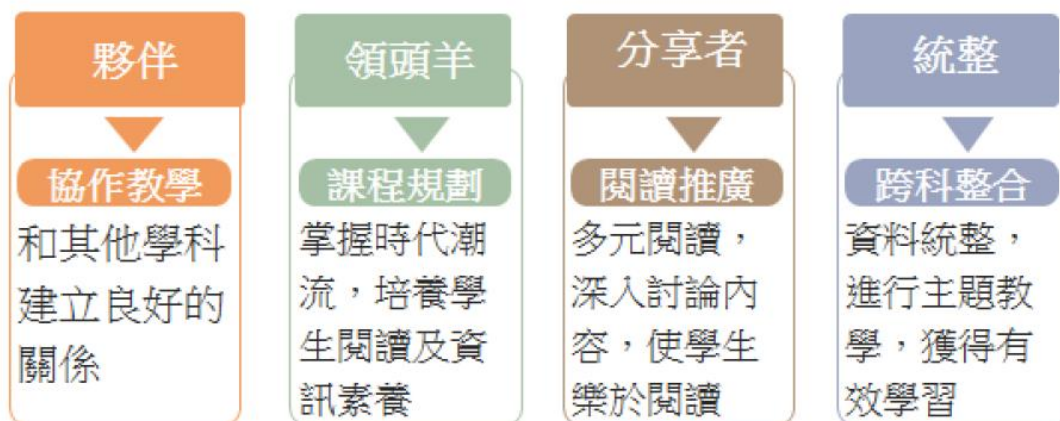 夥伴
協作教學
和其他學科
建立良好的
關係
領頭羊
課程規劃
掌握時代潮
流，培養學
生閱讀及資
訊素養
分享者
閱讀推廣
多元閱讀，
深入討論內
容，使學生
樂於閱讀
統整
跨科整合
資料統整，
進行主題教
學，獲得有
效學習